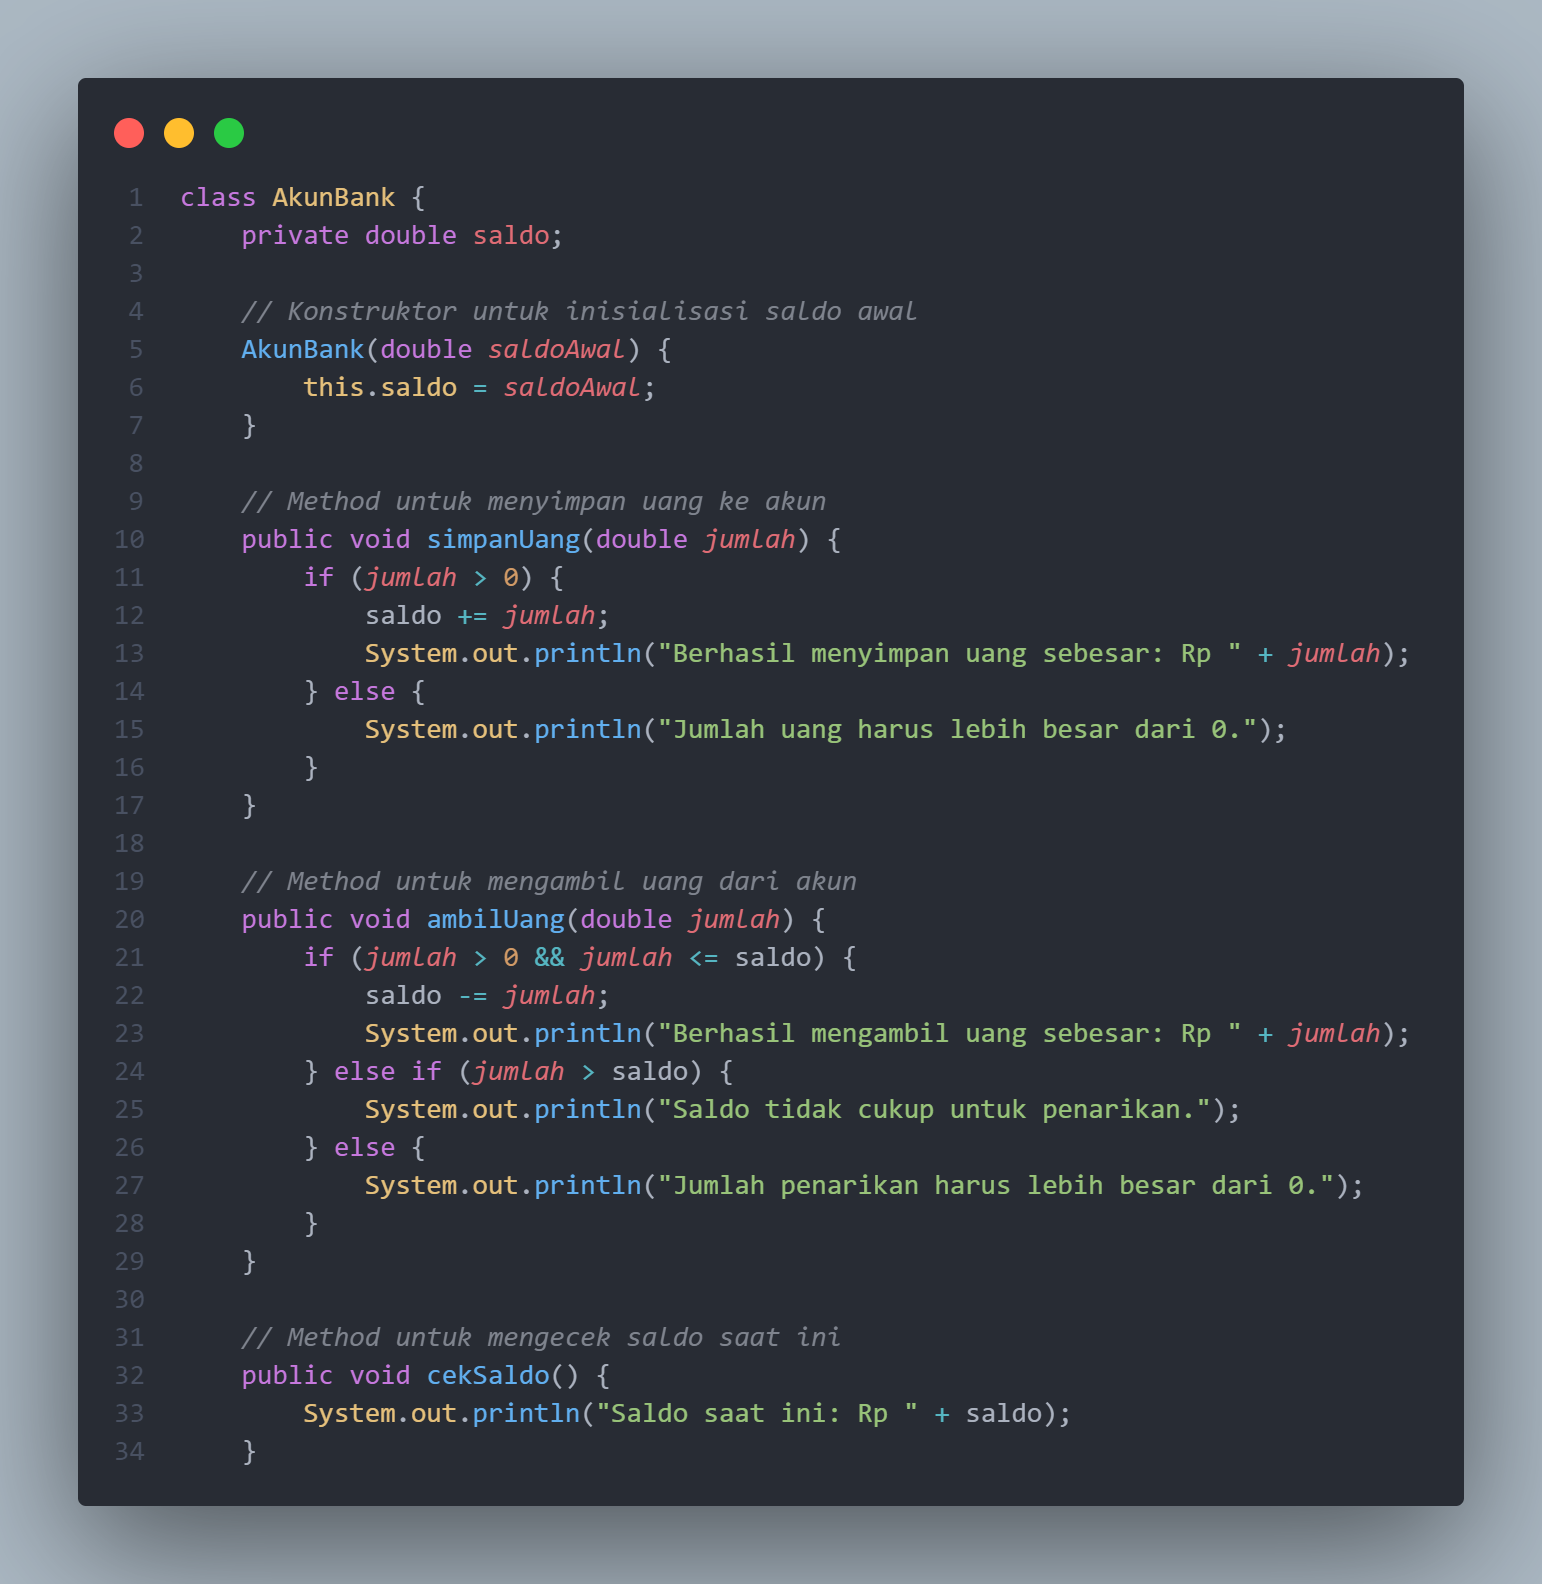 1 class AkunBank {
2     private double saldo;
3
4     // Konstruktor untuk inisialisasi saldo awal
5     AkunBank(double saldoAwal) {
6         this.saldo = saldoAwal;
7     }
8
9     // Method untuk menyimpan uang ke akun
10     public void simpanUang(double jumlah) {
11         if (jumlah > 0) {
12             saldo += jumlah;
13             System.out.println("Berhasil menyimpan uang sebesar: Rp " + jumlah);
14         } else {
15             System.out.println("Jumlah uang harus lebih besar dari 0.");
16         }
17     }
18
19     // Method untuk mengambil uang dari akun
20     public void ambilUang(double jumlah) {
21         if (jumlah > 0 && jumlah <= saldo) {
22             saldo -= jumlah;
23             System.out.println("Berhasil mengambil uang sebesar: Rp " + jumlah);
24         } else if (jumlah > saldo) {
25             System.out.println("Saldo tidak cukup untuk penarikan.");
26         } else {
27             System.out.println("Jumlah penarikan harus lebih besar dari 0.");
28         }
29     }
30
31     // Method untuk mengecek saldo saat ini
32     public void cekSaldo() {
33         System.out.println("Saldo saat ini: Rp " + saldo);
34     }